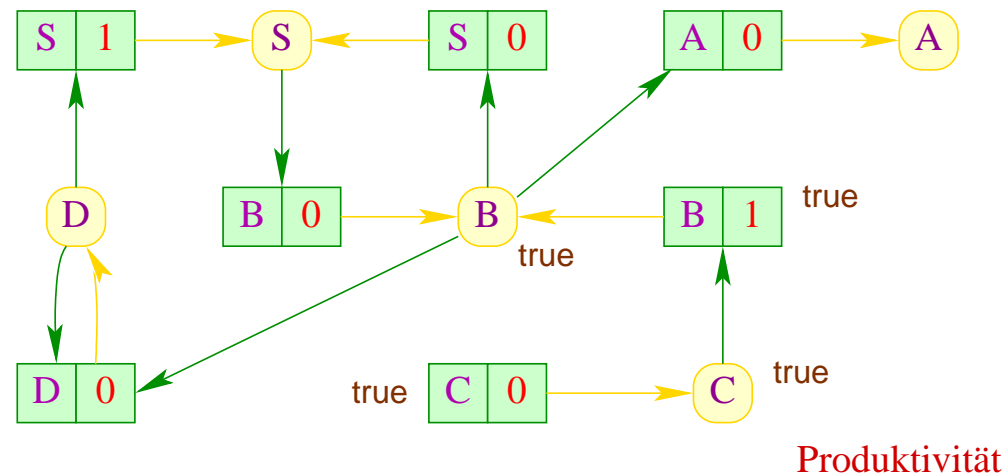 S 1 S S 0 A 0 A
D B 0 B B 1 true
true
D 0 true C 0 C true
Produktivität